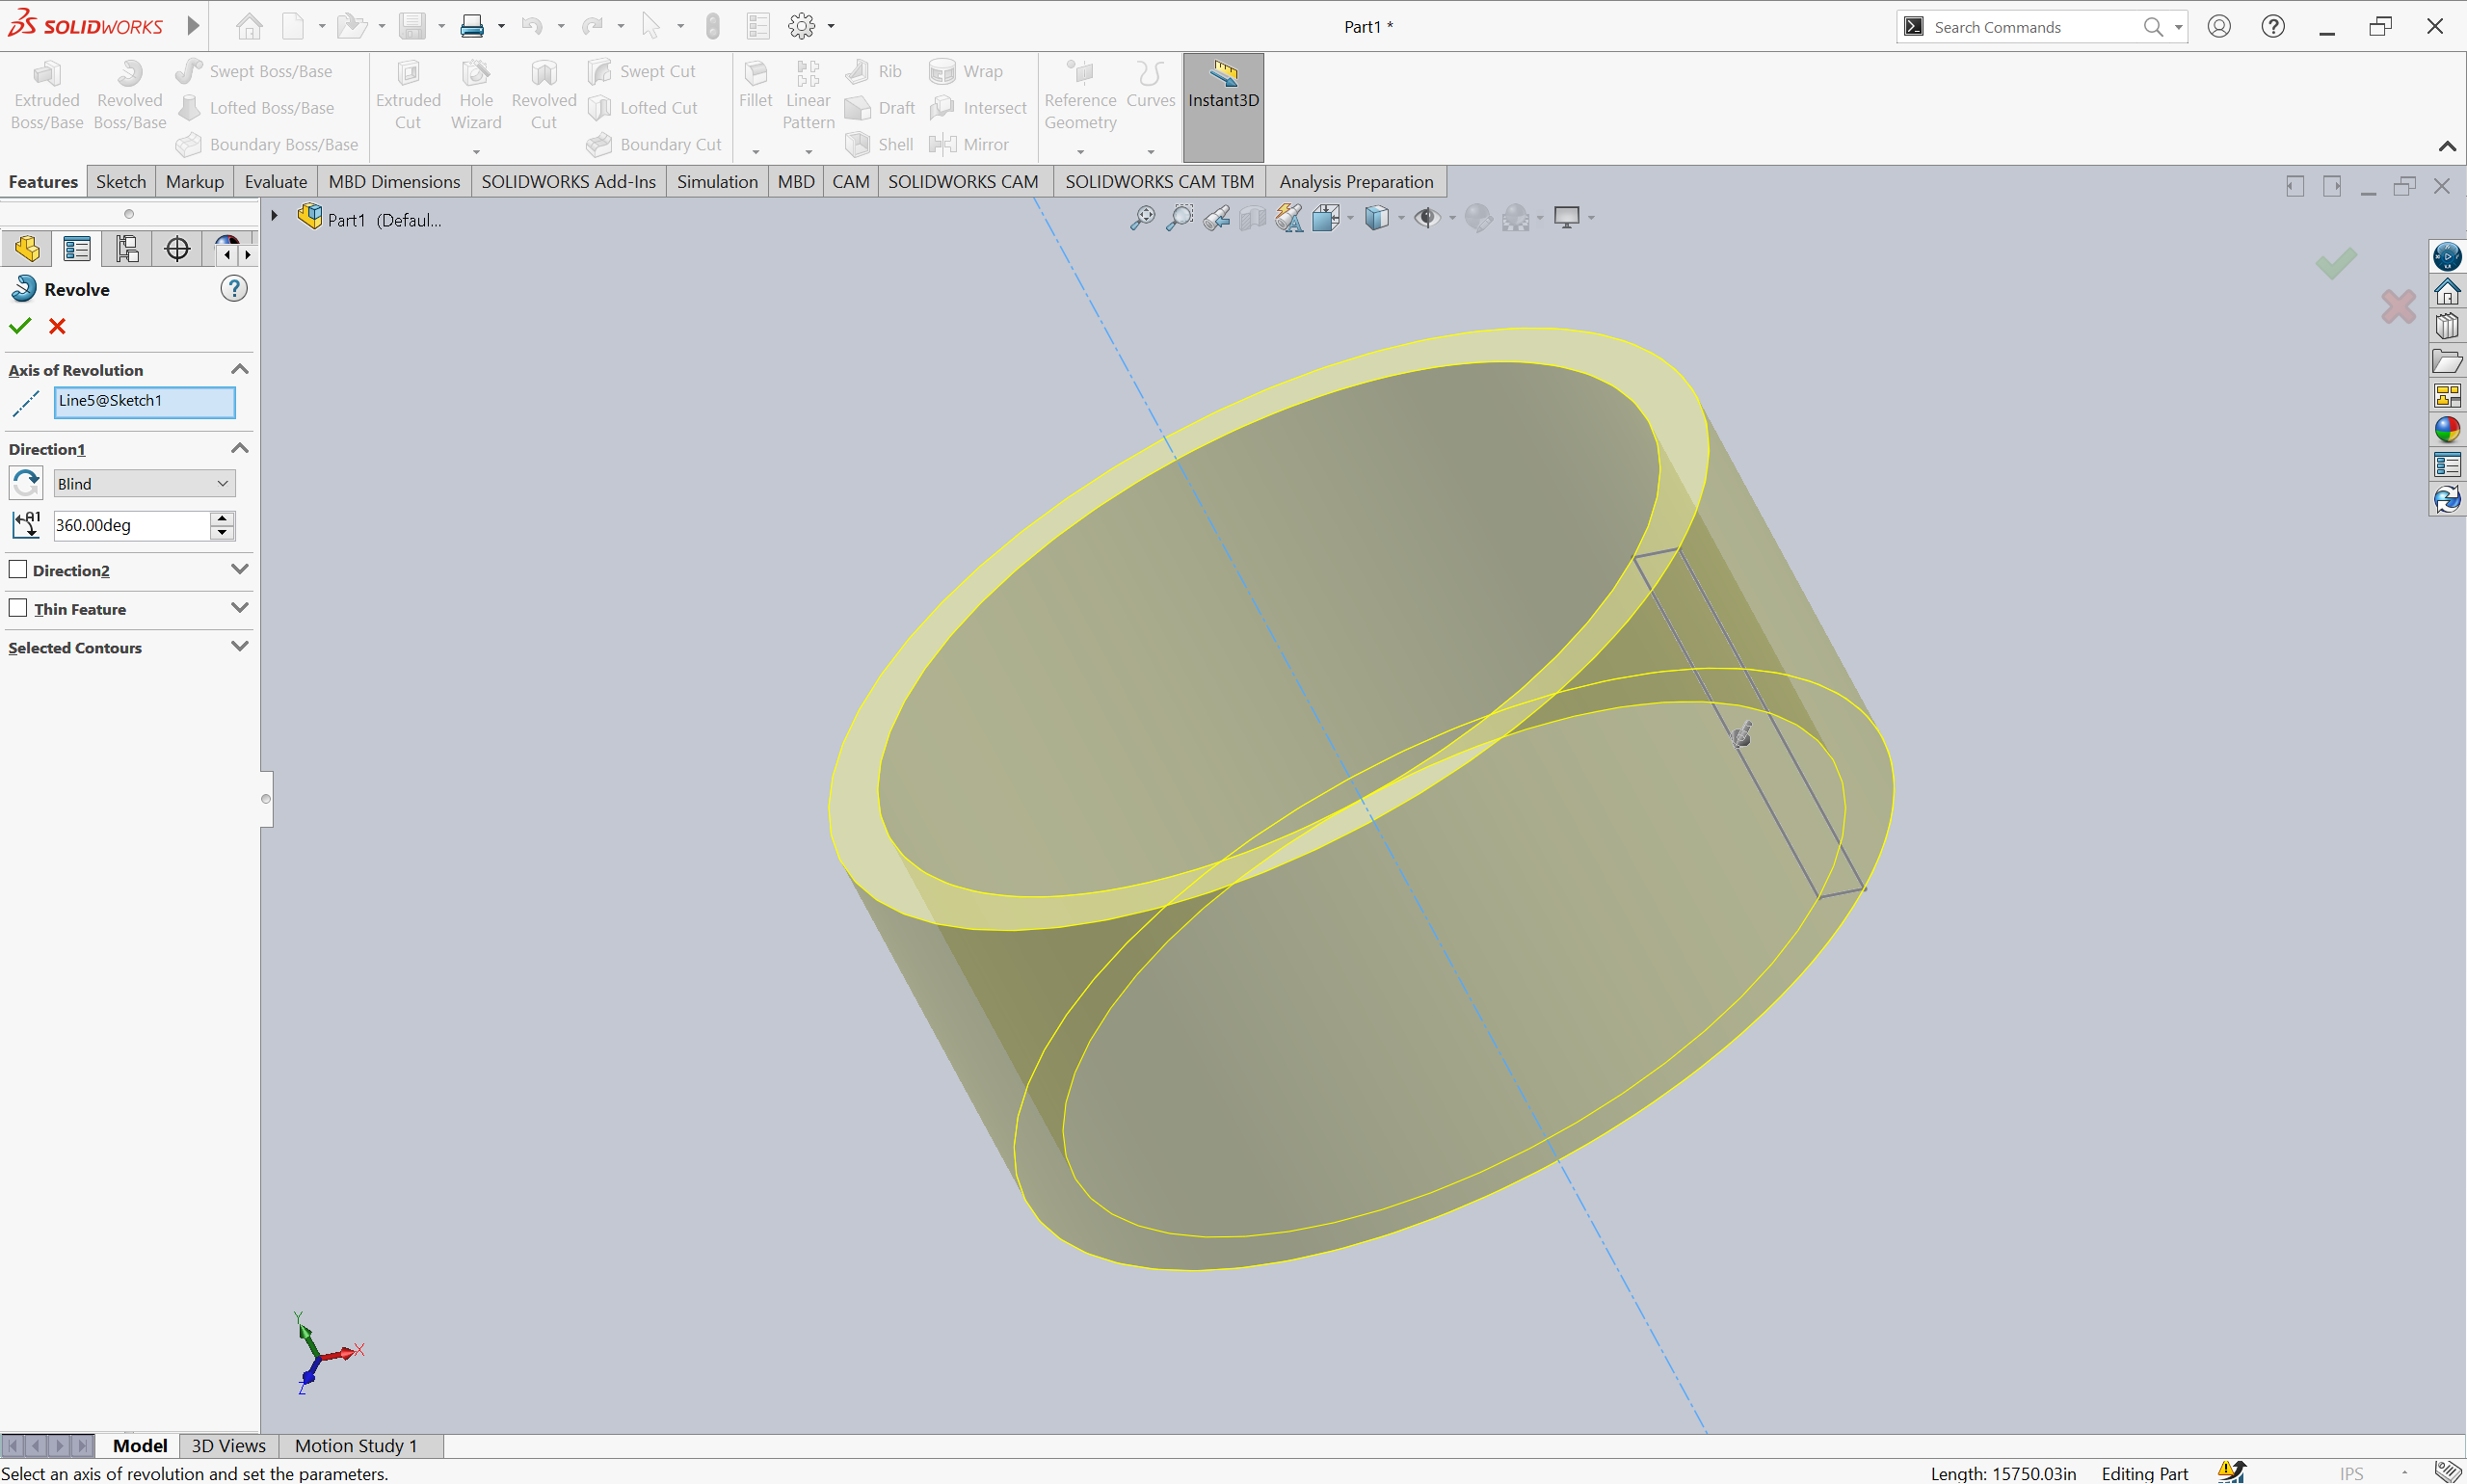 SOLIDWORKS
Part1 *
Search Commands
Extruded Boss/Base
Revolved Boss/Base
Swept Boss/Base
Lofted Boss/Base
Boundary Boss/Base
Extruded Cut
Hole Wizard
Revolved Cut
Swept Cut
Lofted Cut
Boundary Cut
Fillet
Linear Pattern
Rib
Draft
Shell
Wrap
Intersect
Mirror
Reference Geometry
Curves
Instant3D
Features
Sketch
Markup
Evaluate
MBD Dimensions
SOLIDWORKS Add-Ins
Simulation
MBD
CAM
SOLIDWORKS CAM
SOLIDWORKS CAM TBM
Analysis Preparation
Part1 (Defaul...
Revolve
Axis of Revolution
Line5@Sketch1
Direction1
Blind
360.00deg
Direction2
Thin Feature
Selected Contours
Y
X
Z
Model
3D Views
Motion Study 1
Select an axis of revolution and set the parameters.
Length: 15750.03in
Editing Part
IPS